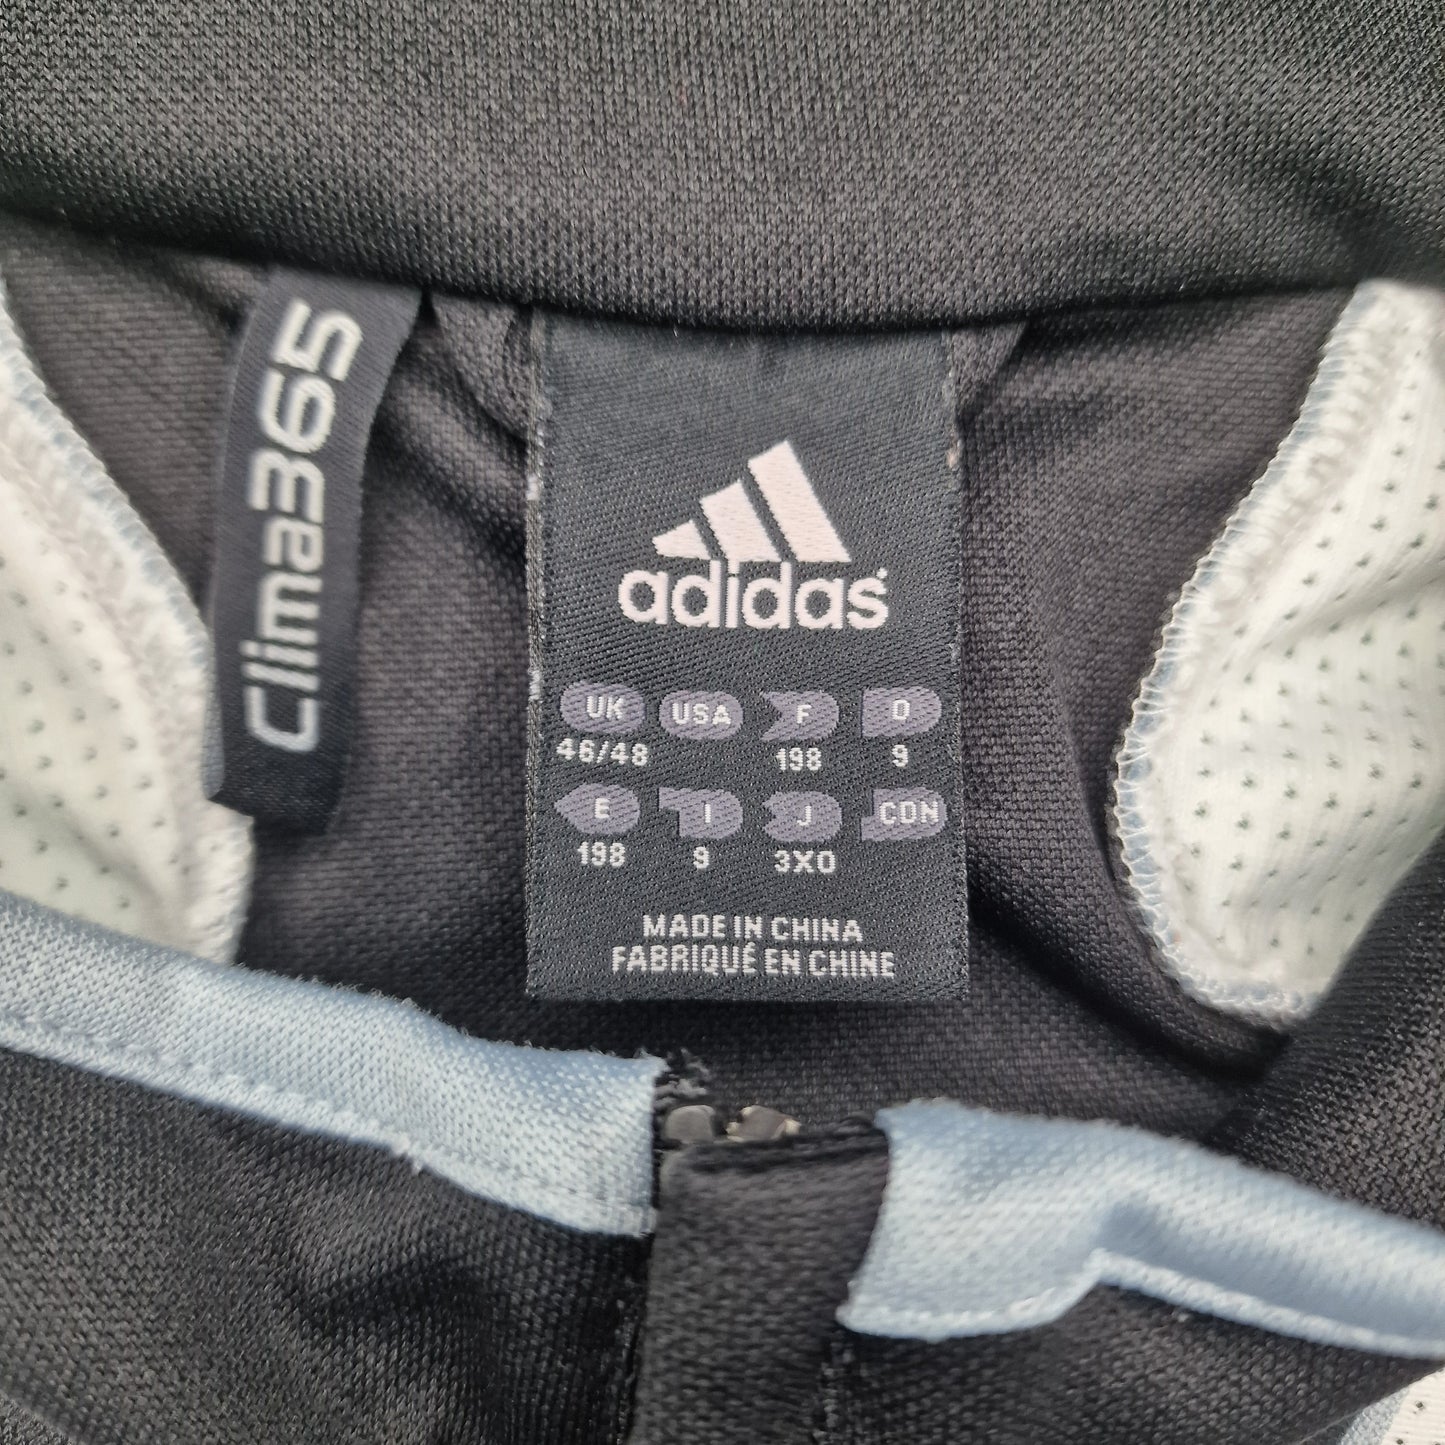 clima365
adidas
UK USA F D
46/48 198 9
E I J CDN
198 9 3XO
MADE IN CHINA
FABRIQUÉ EN CHINE